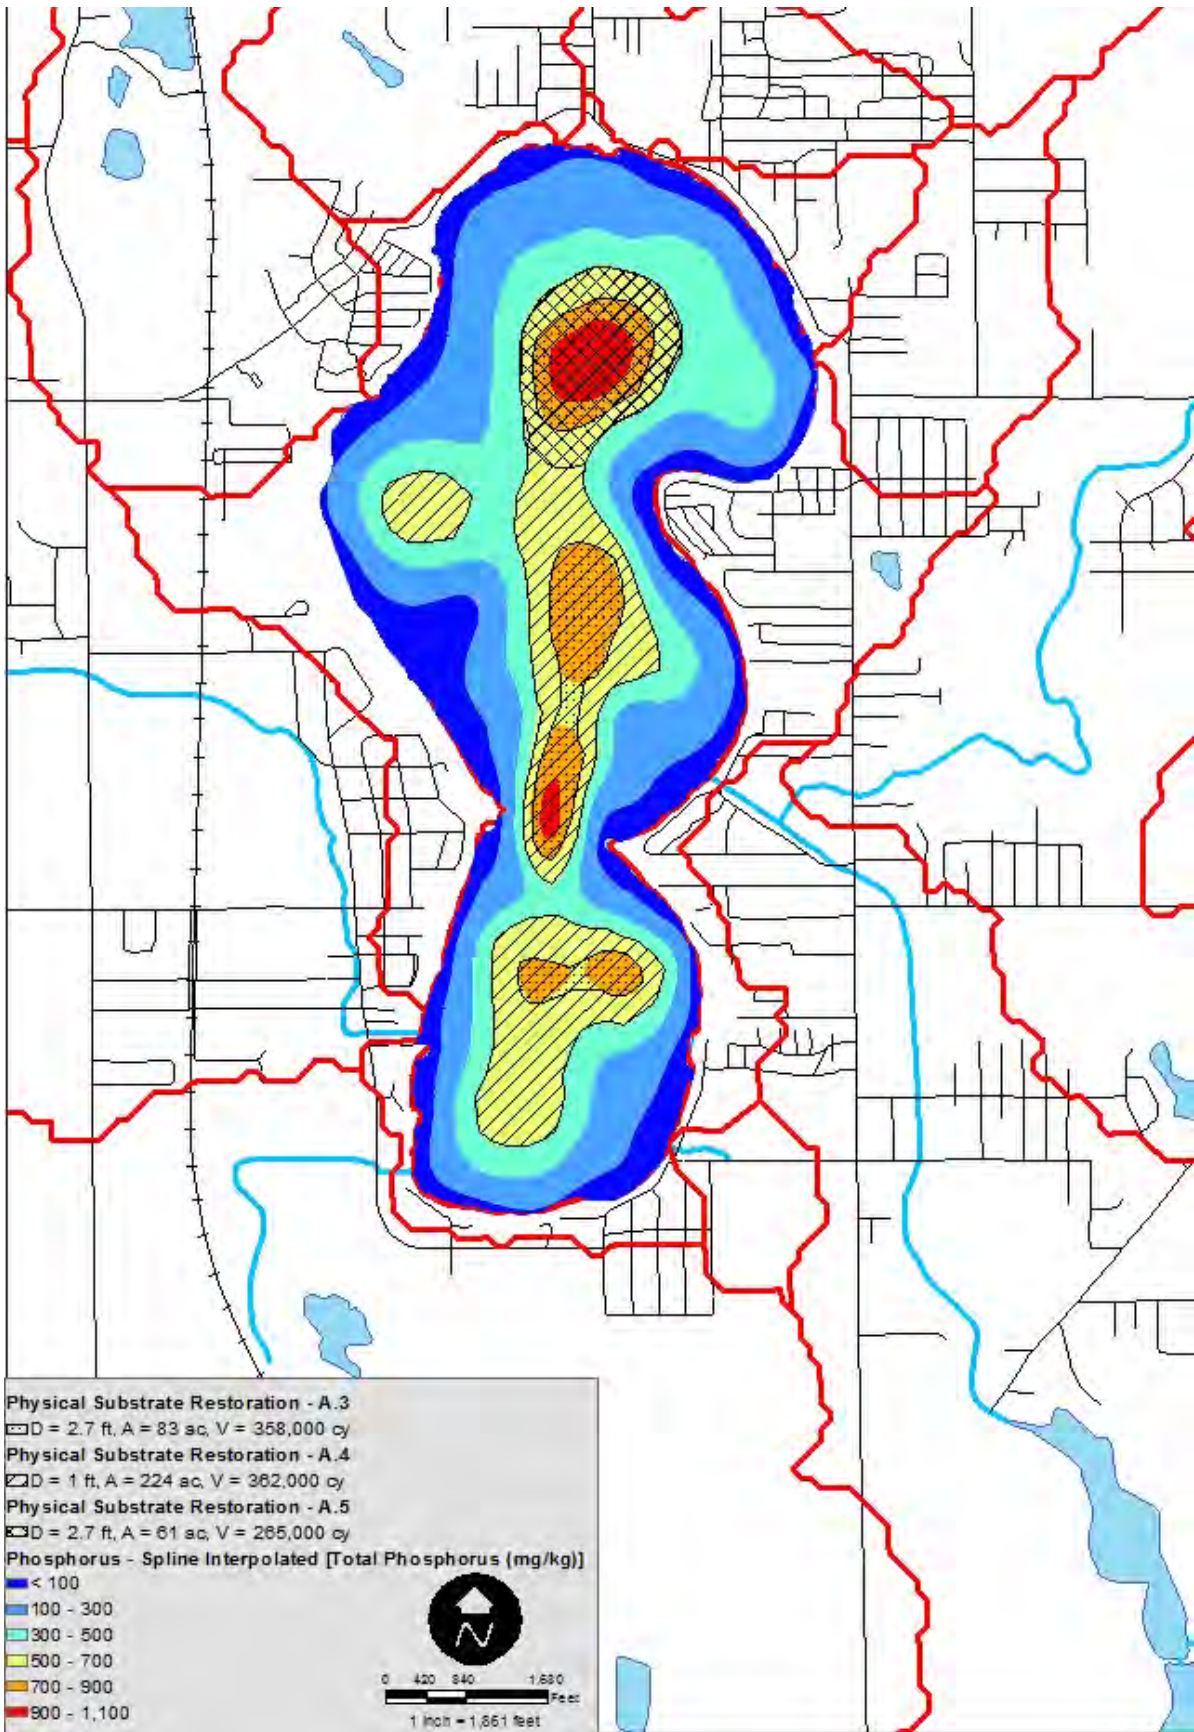 Physical Substrate Restoration - A.3
D = 2.7 ft, A = 83 ac, V = 358,000 cy
Physical Substrate Restoration - A.4
D = 1 ft, A = 224 ac, V = 362,000 cy
Physical Substrate Restoration - A.5
D = 2.7 ft, A = 61 ac, V = 265,000 cy
Phosphorus - Spline Interpolated [Total Phosphorus (mg/kg)]
< 100
100 - 300
300 - 500
500 - 700
700 - 900
900 - 1,100
N
0 420 840 1,680
Feet
1 inch = 1,861 feet